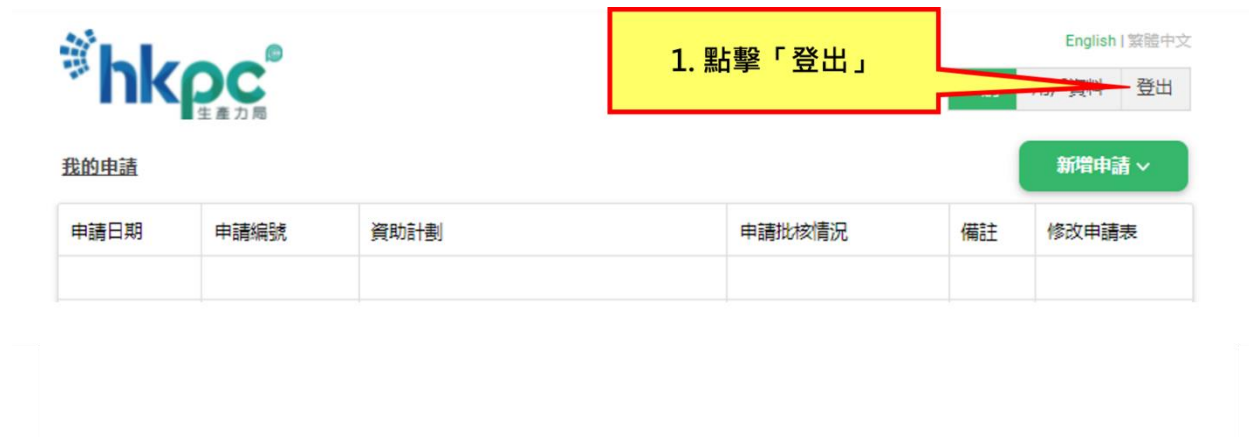 hkpc
生產力局
1. 點擊「登出」
English | 繁體中文
登出
我的申請
新增申請
申請日期 申請編號 資助計劃 申請批核情況 備註 修改申請表